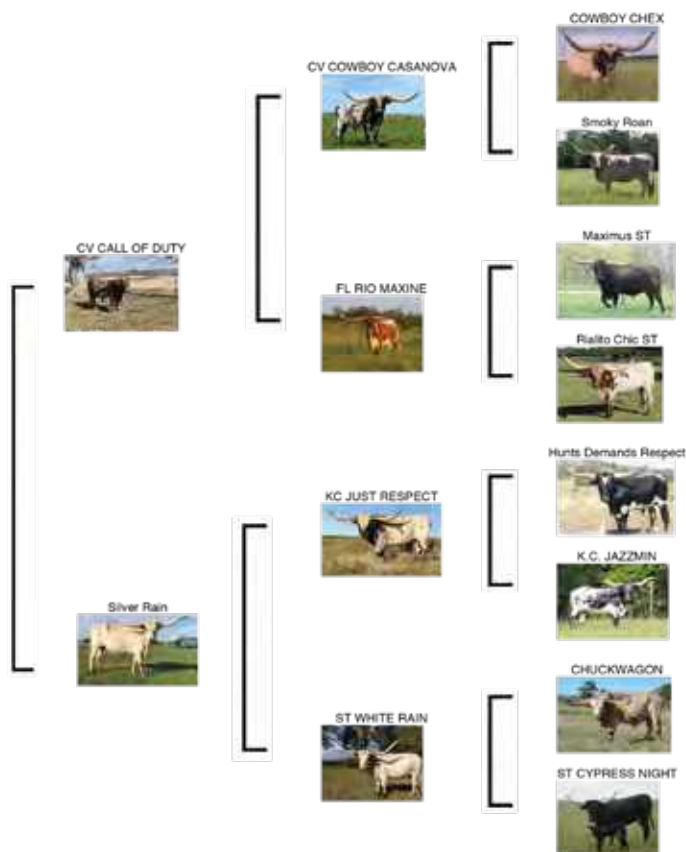 COWBOY CHEX
CV COWBOY CASANOVA
Smoky Roan
CV CALL OF DUTY
Maximus ST
FL RIO MAXINE
Rialito Chic ST
Hunts Demands Respect
KC JUST RESPECT
K.C. JAZZMIN
Silver Rain
CHUCKWAGON
ST WHITE RAIN
ST CYPRESS NIGHT